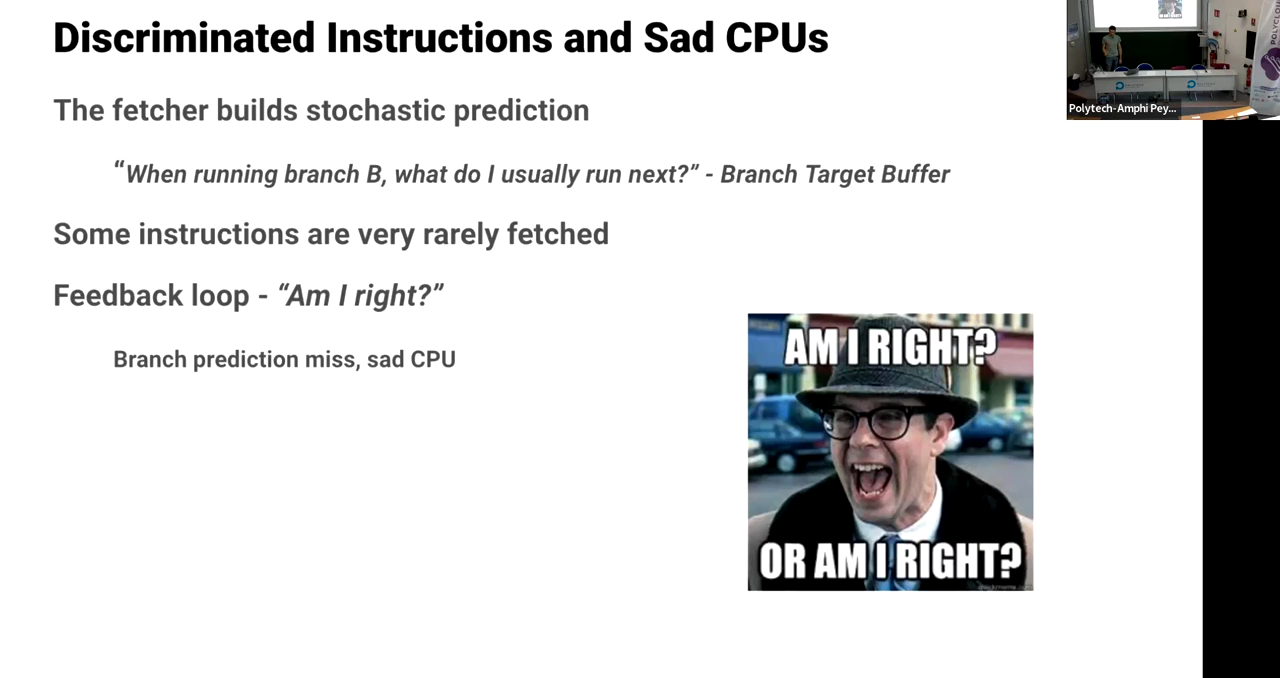 Discriminated Instructions and Sad CPUs
The fetcher builds stochastic prediction
“When running branch B, what do I usually run next?” - Branch Target Buffer
Some instructions are very rarely fetched
Feedback loop - “Am I right?”
Branch prediction miss, sad CPU
AM I RIGHT?
OR AM I RIGHT?
Polytech-Amphi Pey...